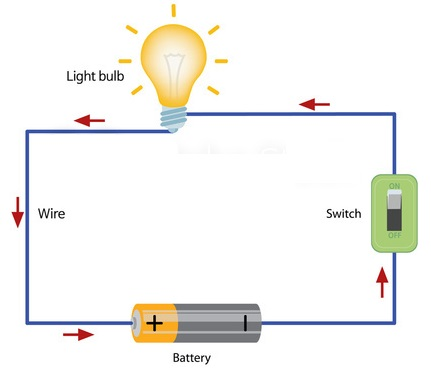 Light bulb
Wire
Switch
ON
OFF
+
-
Battery